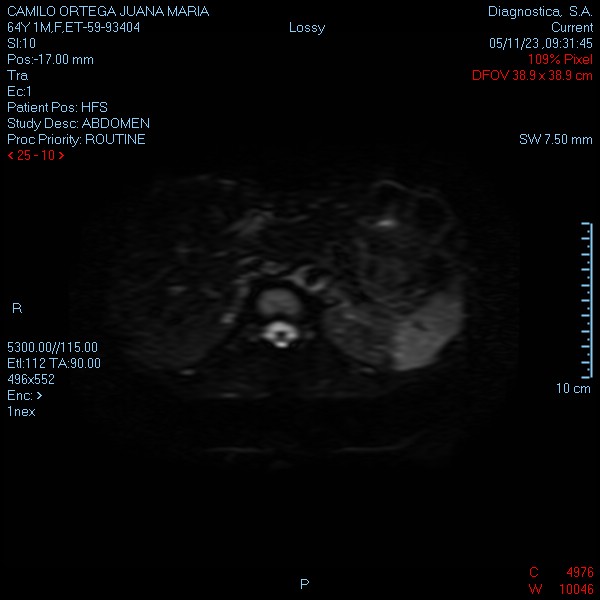 CAMILO ORTEGA JUANA MARIA
64Y 1M,F,ET-59-93404
Sl:10
Pos:-17.00 mm
Tra
Ec:1
Patient Pos: HFS
Study Desc: ABDOMEN
Proc Priority: ROUTINE
< 25 - 10 >
Lossy
Diagnostica, S.A.
Current
05/11/23 ,09:31:45
109% Pixel
DFOV 38.9 x 38.9 cm
SW 7.50 mm
R
10 cm
5300.00//115.00
Etl:112 TA:90.00
496x552
Enc: >
1nex
P
C 4976
W 10046